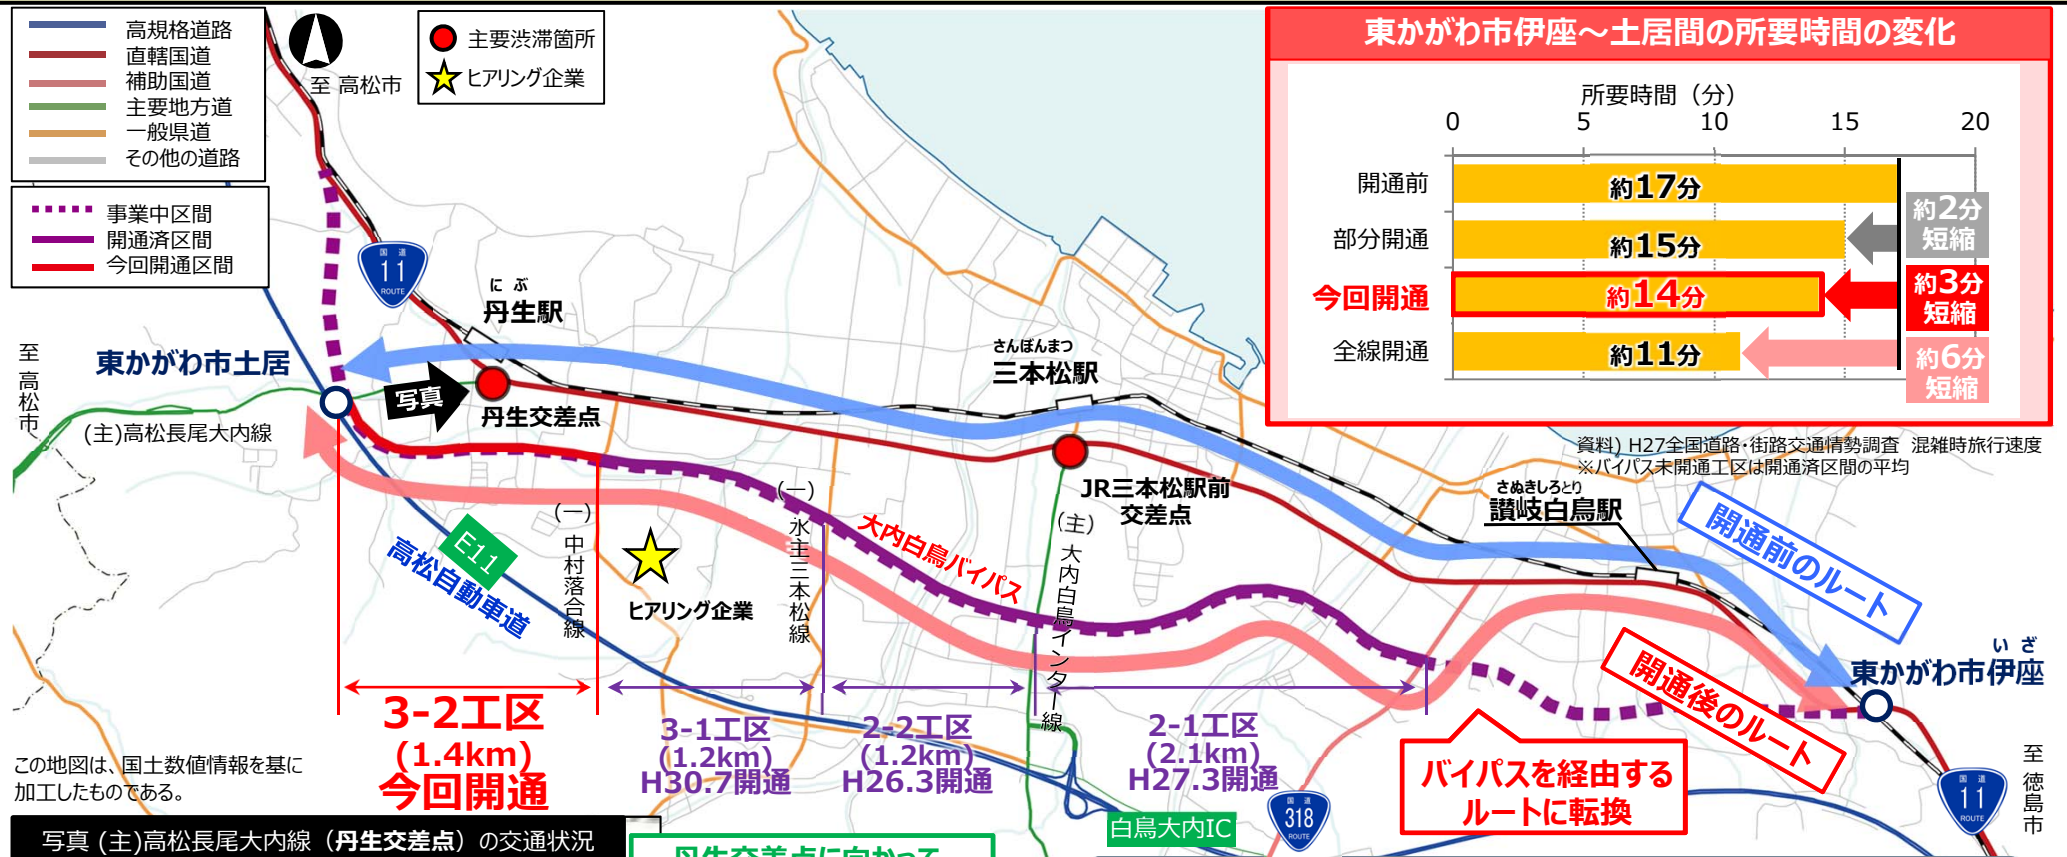 高規格道路
直轄国道
補助国道
主要地方道
一般県道
その他の道路
事業中区間
開通済区間
今回開通区間
至 高松市
主要渋滞箇所
ヒアリング企業
東かがわ市伊座～土居間の所要時間の変化
所要時間（分）
0 5 10 15 20
開通前 約17分
約2分
短縮
部分開通 約15分
今回開通 約14分
約3分
短縮
全線開通 約11分
約6分
短縮
資料）H27全国道路・街路交通情勢調査 混雑時旅行速度
※バイパス未開通工区は開通済区間の平均
国道
11
ROUTE
にぶ
丹生駅
さんぼんまつ
三本松駅
至 高松市
東かがわ市土居
写真
丹生交差点
(主)高松長尾大内線
JR三本松駅前
交差点
さぬきしろとり
讃岐白鳥駅
開通前のルート
E11
高松自動車道
(一)中村落合線
ヒアリング企業
(一)水主三本松線
大内白鳥バイパス
(主)大内白鳥インター線
開通後のルート
いざ
東かがわ市伊座
3-2工区
(1.4km)
今回開通
3-1工区
(1.2km)
H30.7開通
2-2工区
(1.2km)
H26.3開通
2-1工区
(2.1km)
H27.3開通
バイパスを経由する
ルートに転換
至 徳島市
国道
11
ROUTE
国道
318
ROUTE
白鳥大内IC
この地図は、国土数値情報を基に
加工したものである。
写真 (主)高松長尾大内線（丹生交差点）の交通状況
丹生交差点に向かって